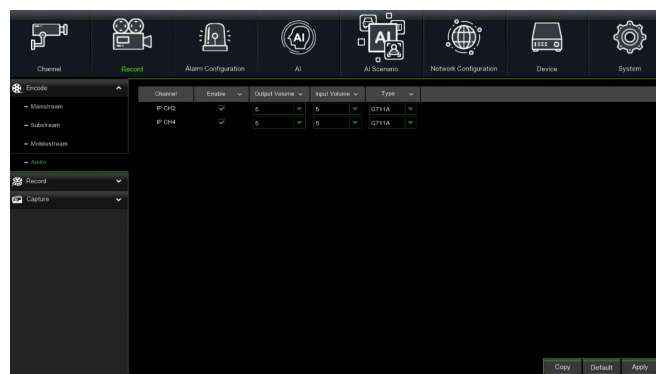 Channel Record Alarm Configuration AI AI Scenario Network Configuration Device System
Encode
Mainstream
Substream
Mobilestream
Audio
Record
Capture
Channel Enable Output Volume Input Volume Type
IP CH2 5 5 G711A
IP CH4 5 5 G711A
Copy Default Apply